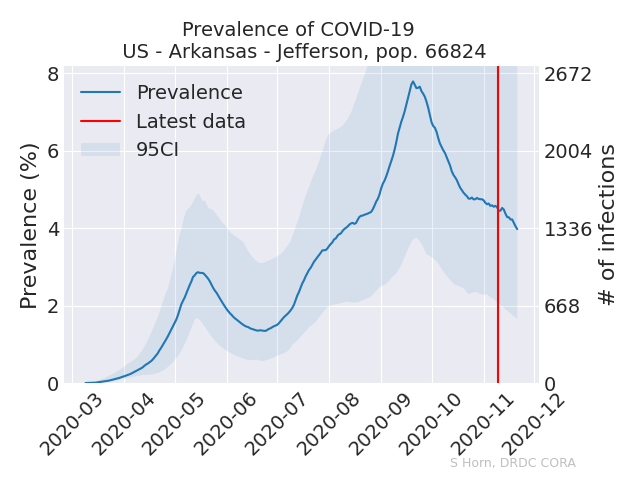 Prevalence of COVID-19
US - Arkansas - Jefferson, pop. 66824
Prevalence
Latest data
95CI
Prevalence (%)
8
6
4
2
0
2672
2004
1336
668
0
# of infections
2020-03
2020-04
2020-05
2020-06
2020-07
2020-08
2020-09
2020-10
2020-11
2020-12
S Horn, DRDC CORA